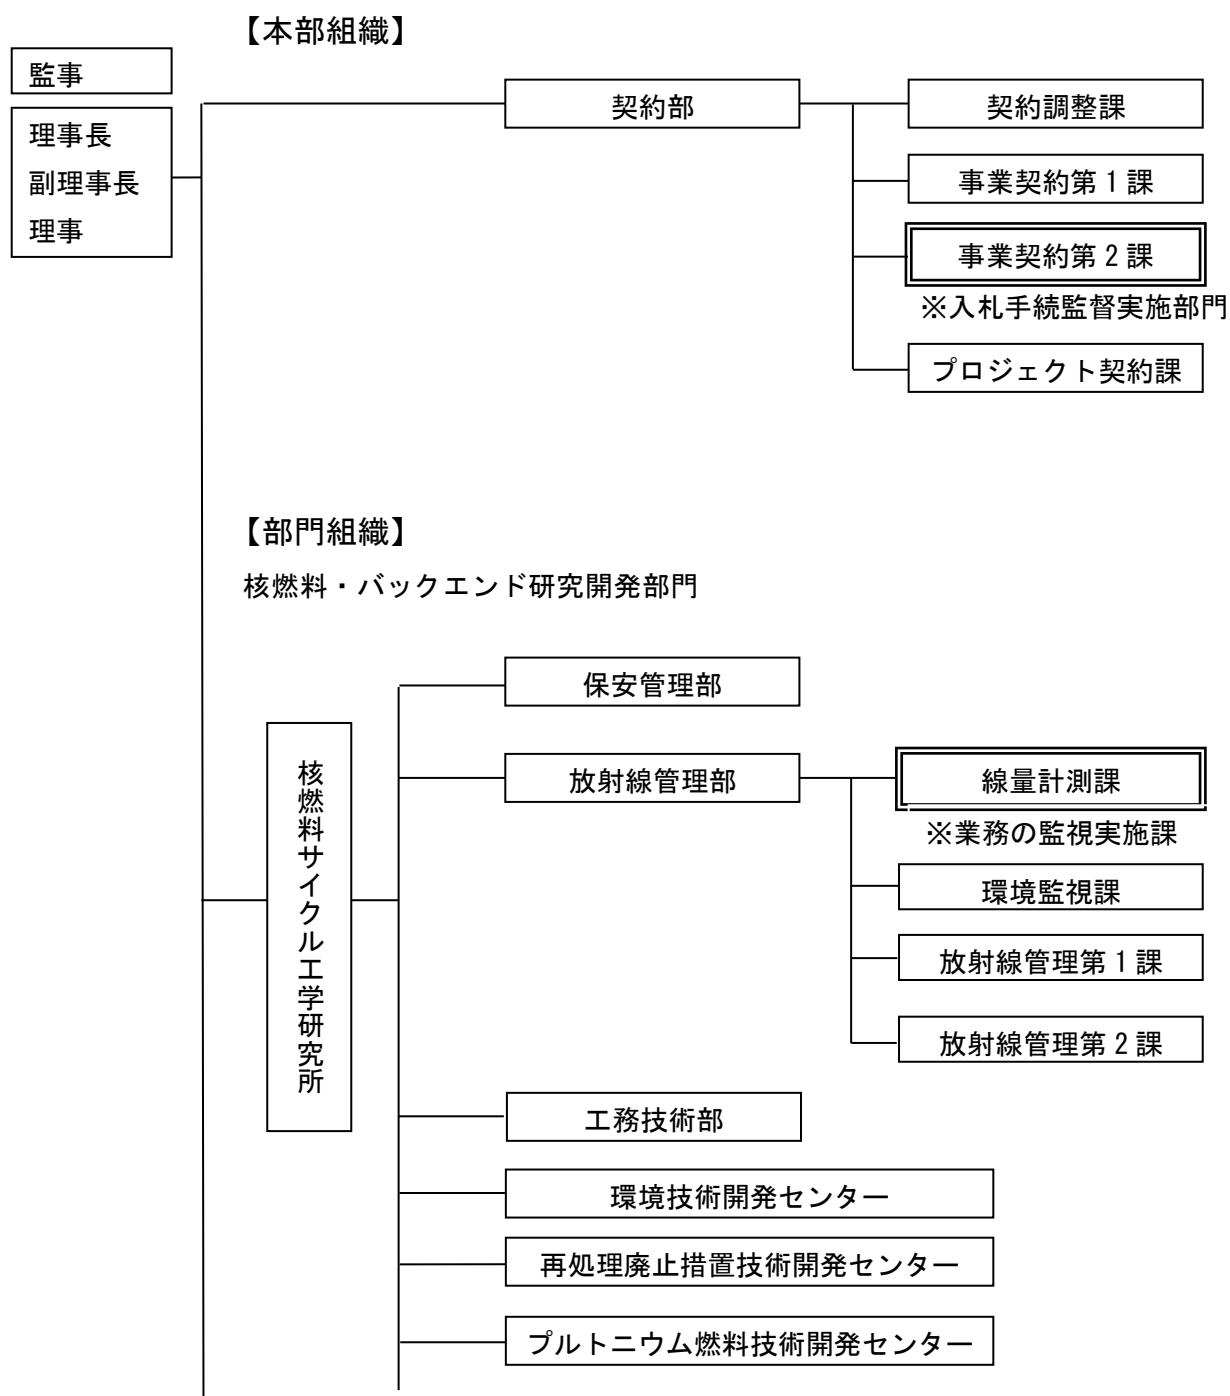 【本部組織】
監事
理事長
副理事長
理事
契約部
契約調整課
事業契約第1課
事業契約第2課
※入札手続監督実施部門
プロジェクト契約課
【部門組織】
核燃料・バックエンド研究開発部門
核燃料サイクル工学研究所
保安管理部
放射線管理部
線量計測課
※業務の監視実施課
環境監視課
放射線管理第1課
放射線管理第2課
工務技術部
環境技術開発センター
再処理廃止措置技術開発センター
プルトニウム燃料技術開発センター